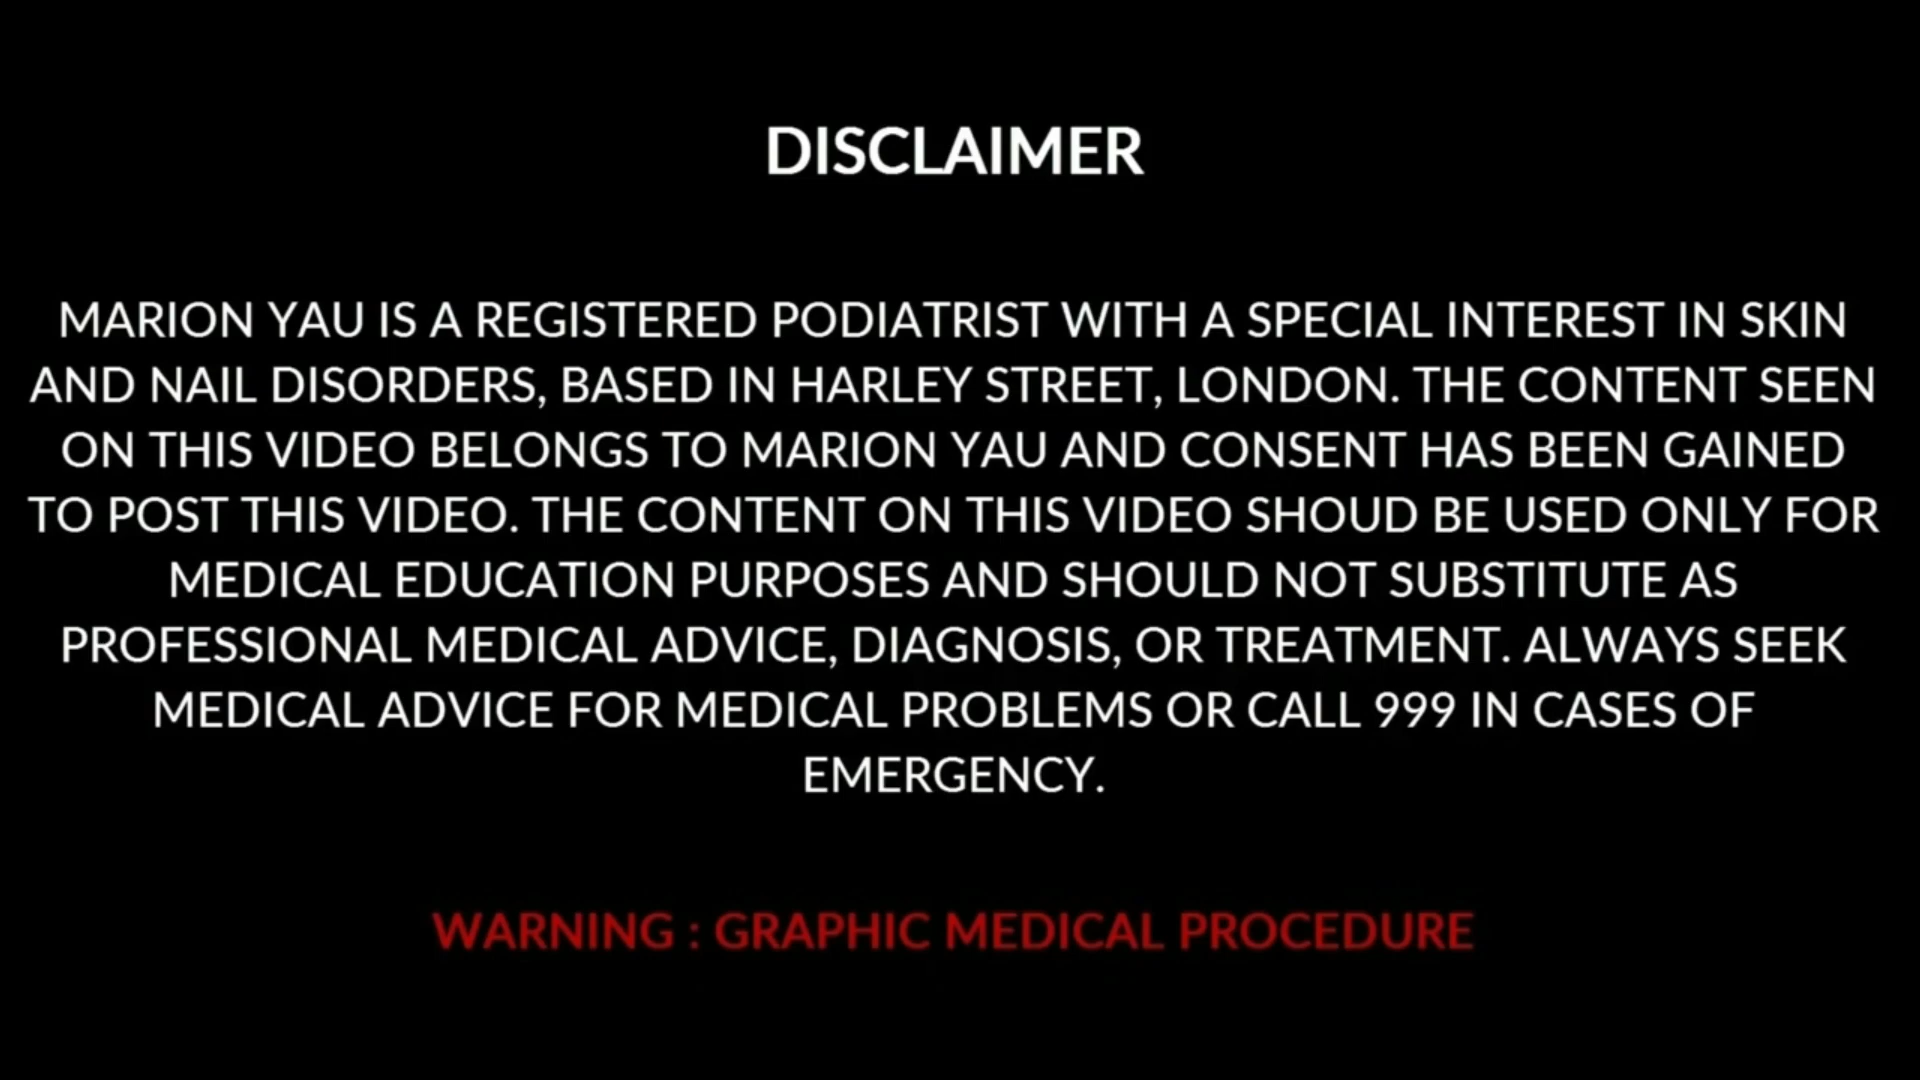 DISCLAIMER
MARION YAU IS A REGISTERED PODIATRIST WITH A SPECIAL INTEREST IN SKIN
AND NAIL DISORDERS, BASED IN HARLEY STREET, LONDON. THE CONTENT SEEN
ON THIS VIDEO BELONGS TO MARION YAU AND CONSENT HAS BEEN GAINED
TO POST THIS VIDEO. THE CONTENT ON THIS VIDEO SHOUD BE USED ONLY FOR
MEDICAL EDUCATION PURPOSES AND SHOULD NOT SUBSTITUTE AS
PROFESSIONAL MEDICAL ADVICE, DIAGNOSIS, OR TREATMENT. ALWAYS SEEK
MEDICAL ADVICE FOR MEDICAL PROBLEMS OR CALL 999 IN CASES OF
EMERGENCY.
WARNING : GRAPHIC MEDICAL PROCEDURE